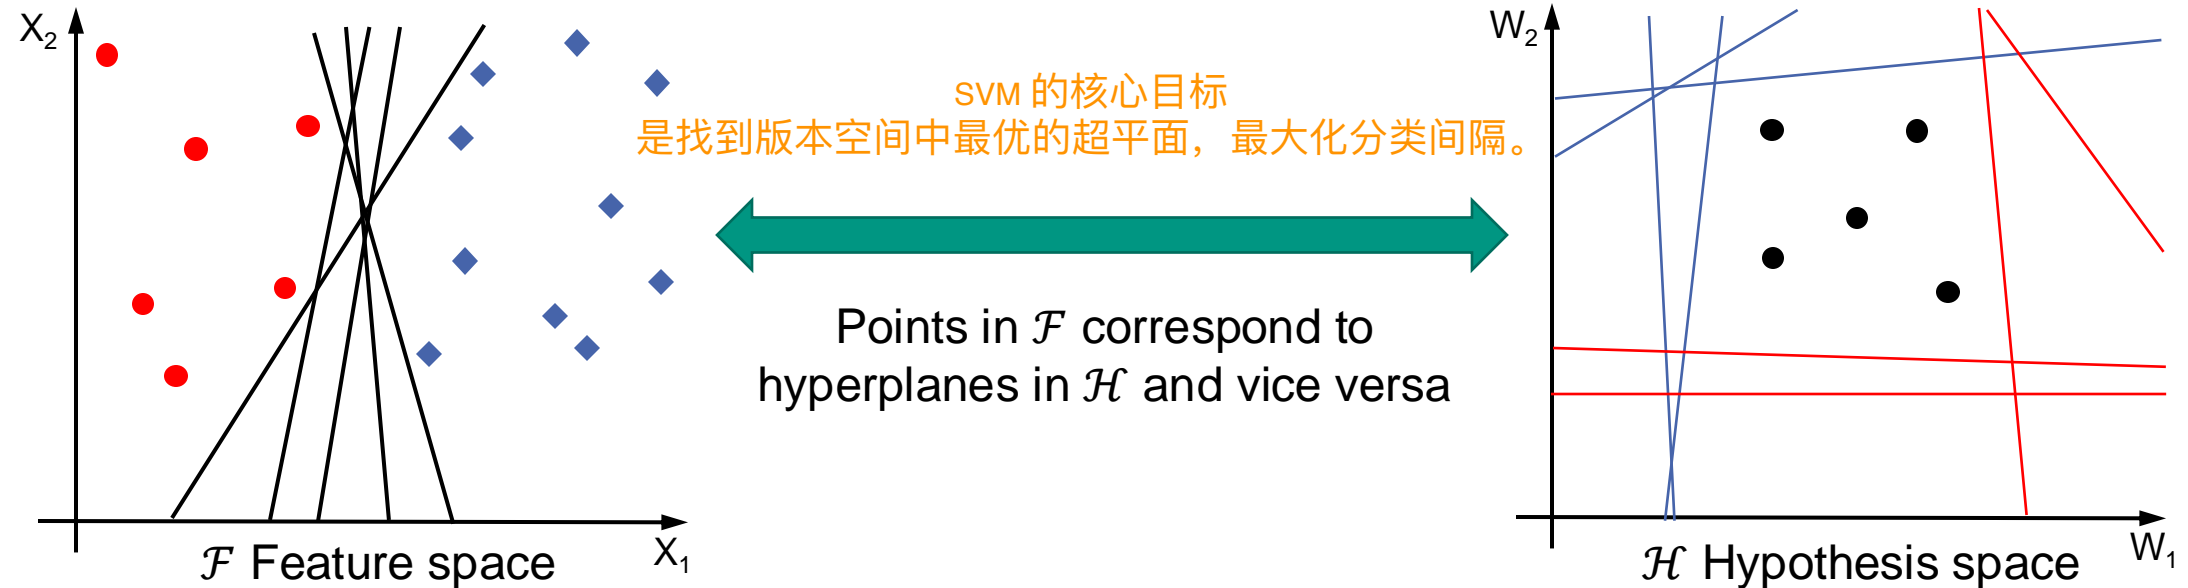 X₂
X₁
ℱ Feature space
SVM 的核心目标
是找到版本空间中最优的超平面，最大化分类间隔。
Points in ℱ correspond to
hyperplanes in ℋ and vice versa
W₂
W₁
ℋ Hypothesis space